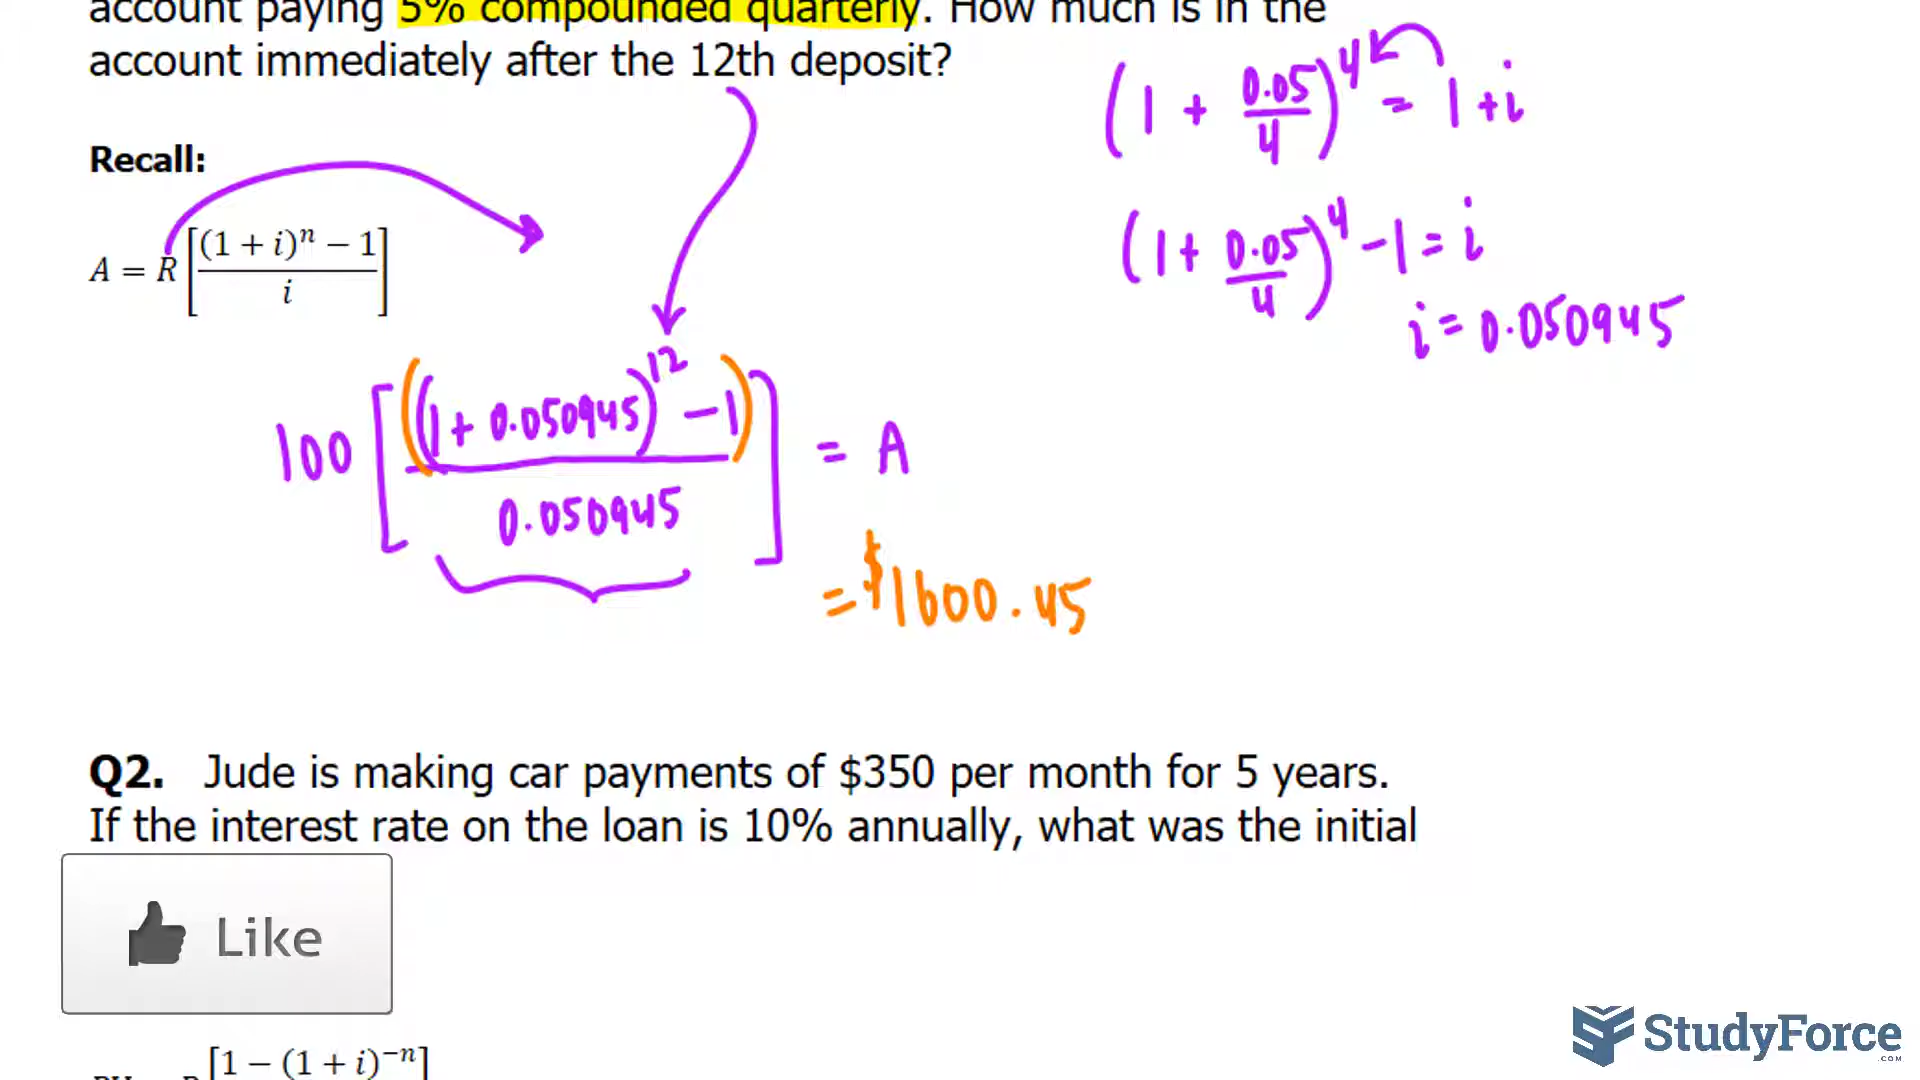 account paying 5% compounded quarterly. How much is in the
account immediately after the 12th deposit?
(1 + 0.05/4)^4 = 1 + i
Recall:
A = R [((1 + i)^n − 1)/i]
(1 + 0.05/4)^4 − 1 = i
i = 0.050945
100 [((1 + 0.050945)^12 − 1)/0.050945] = A
= $1600.45
Q2. Jude is making car payments of $350 per month for 5 years.
If the interest rate on the loan is 10% annually, what was the initial
Like
StudyForce
.COM
[1 − (1 + i)^−n]